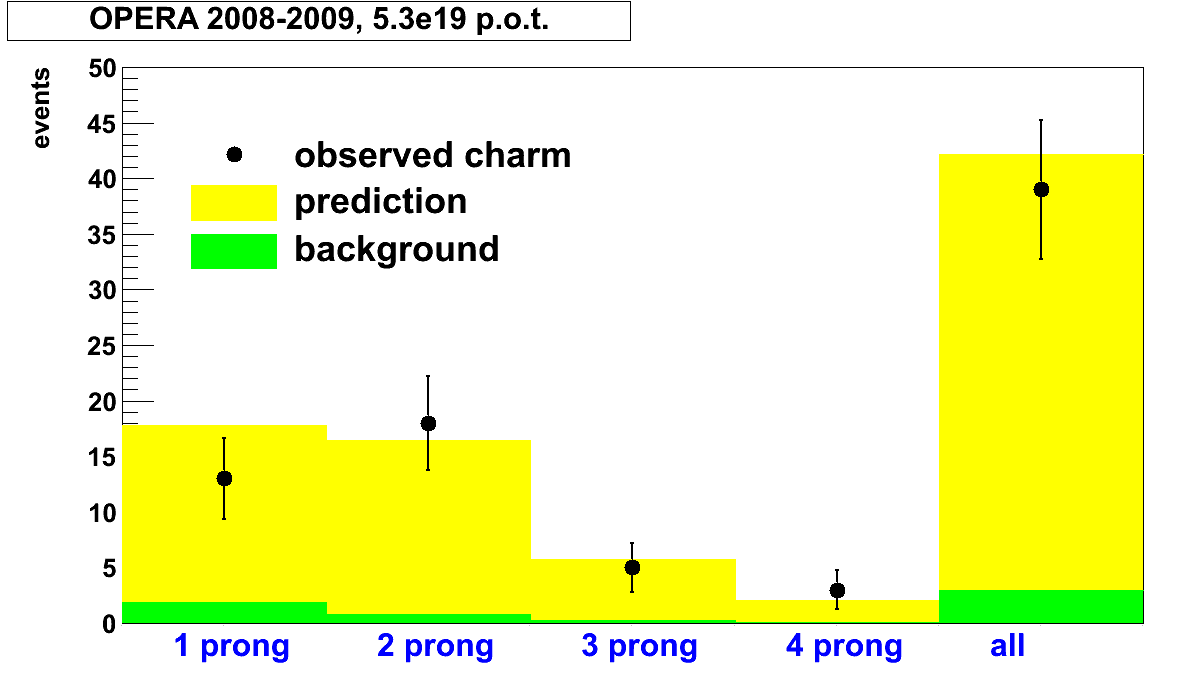 OPERA 2008-2009, 5.3e19 p.o.t.
events
50
45
40
35
30
25
20
15
10
5
0
observed charm
prediction
background
1 prong 2 prong 3 prong 4 prong all